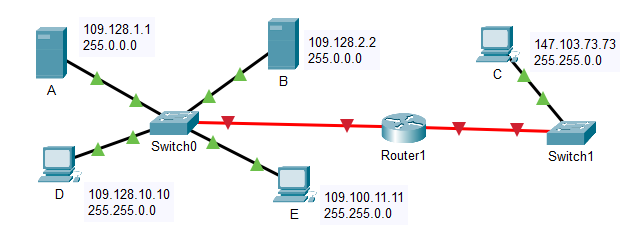 109.128.1.1
255.0.0.0
A
109.128.2.2
255.0.0.0
B
147.103.73.73
255.255.0.0
C
Switch0
Router1
Switch1
D
109.128.10.10
255.255.0.0
E
109.100.11.11
255.255.0.0